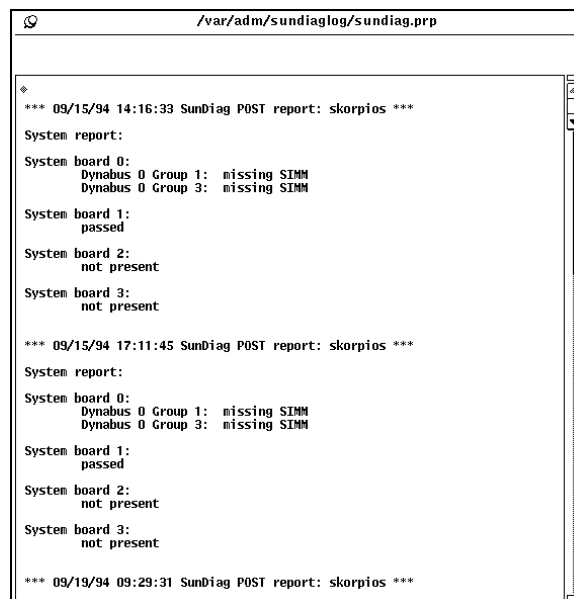 /var/adm/sundiaglog/sundiag.prp
*** 09/15/94 14:16:33 SunDiag POST report: skorpios ***
System report:
System board 0:
Dynabus 0 Group 1: missing SIMM
Dynabus 0 Group 3: missing SIMM
System board 1:
passed
System board 2:
not present
System board 3:
not present
*** 09/15/94 17:11:45 SunDiag POST report: skorpios ***
System report:
System board 0:
Dynabus 0 Group 1: missing SIMM
Dynabus 0 Group 3: missing SIMM
System board 1:
passed
System board 2:
not present
System board 3:
not present
*** 09/19/94 09:29:31 SunDiag POST report: skorpios ***